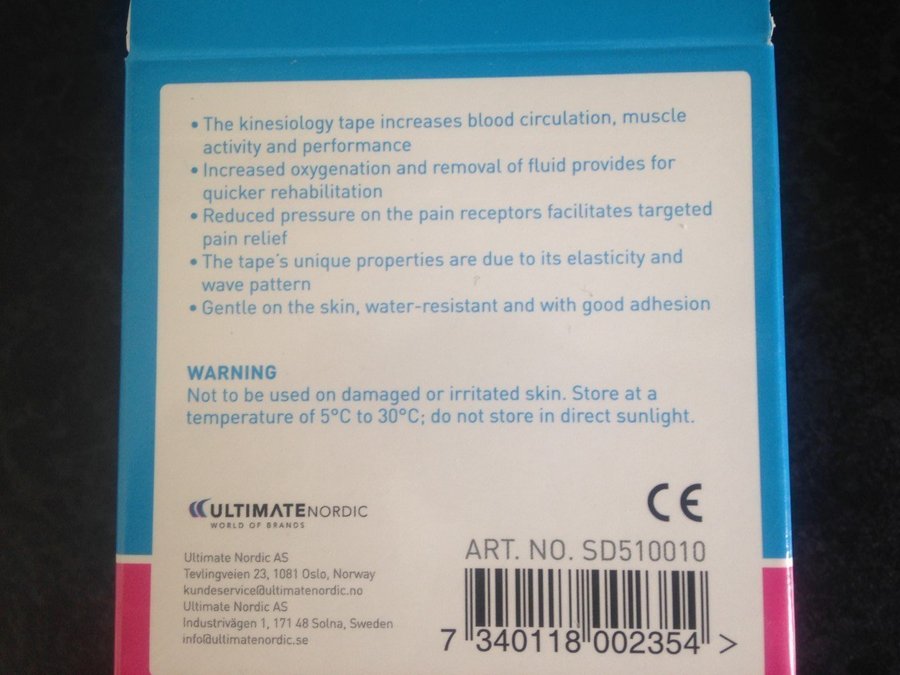 • The kinesiology tape increases blood circulation, muscle
activity and performance
• Increased oxygenation and removal of fluid provides for
quicker rehabilitation
• Reduced pressure on the pain receptors facilitates targeted
pain relief
• The tape's unique properties are due to its elasticity and
wave pattern
• Gentle on the skin, water-resistant and with good adhesion
WARNING
Not to be used on damaged or irritated skin. Store at a
temperature of 5°C to 30°C; do not store in direct sunlight.
ULTIMATENORDIC
WORLD OF BRANDS
CE
Ultimate Nordic AS
Tevlingveien 23, 1081 Oslo, Norway
kundeservice@ultimatenordic.no
Ultimate Nordic AS
Industrivägen 1, 171 48 Solna, Sweden
info@ultimatenordic.se
ART. NO. SD510010
7 340118 002354 >